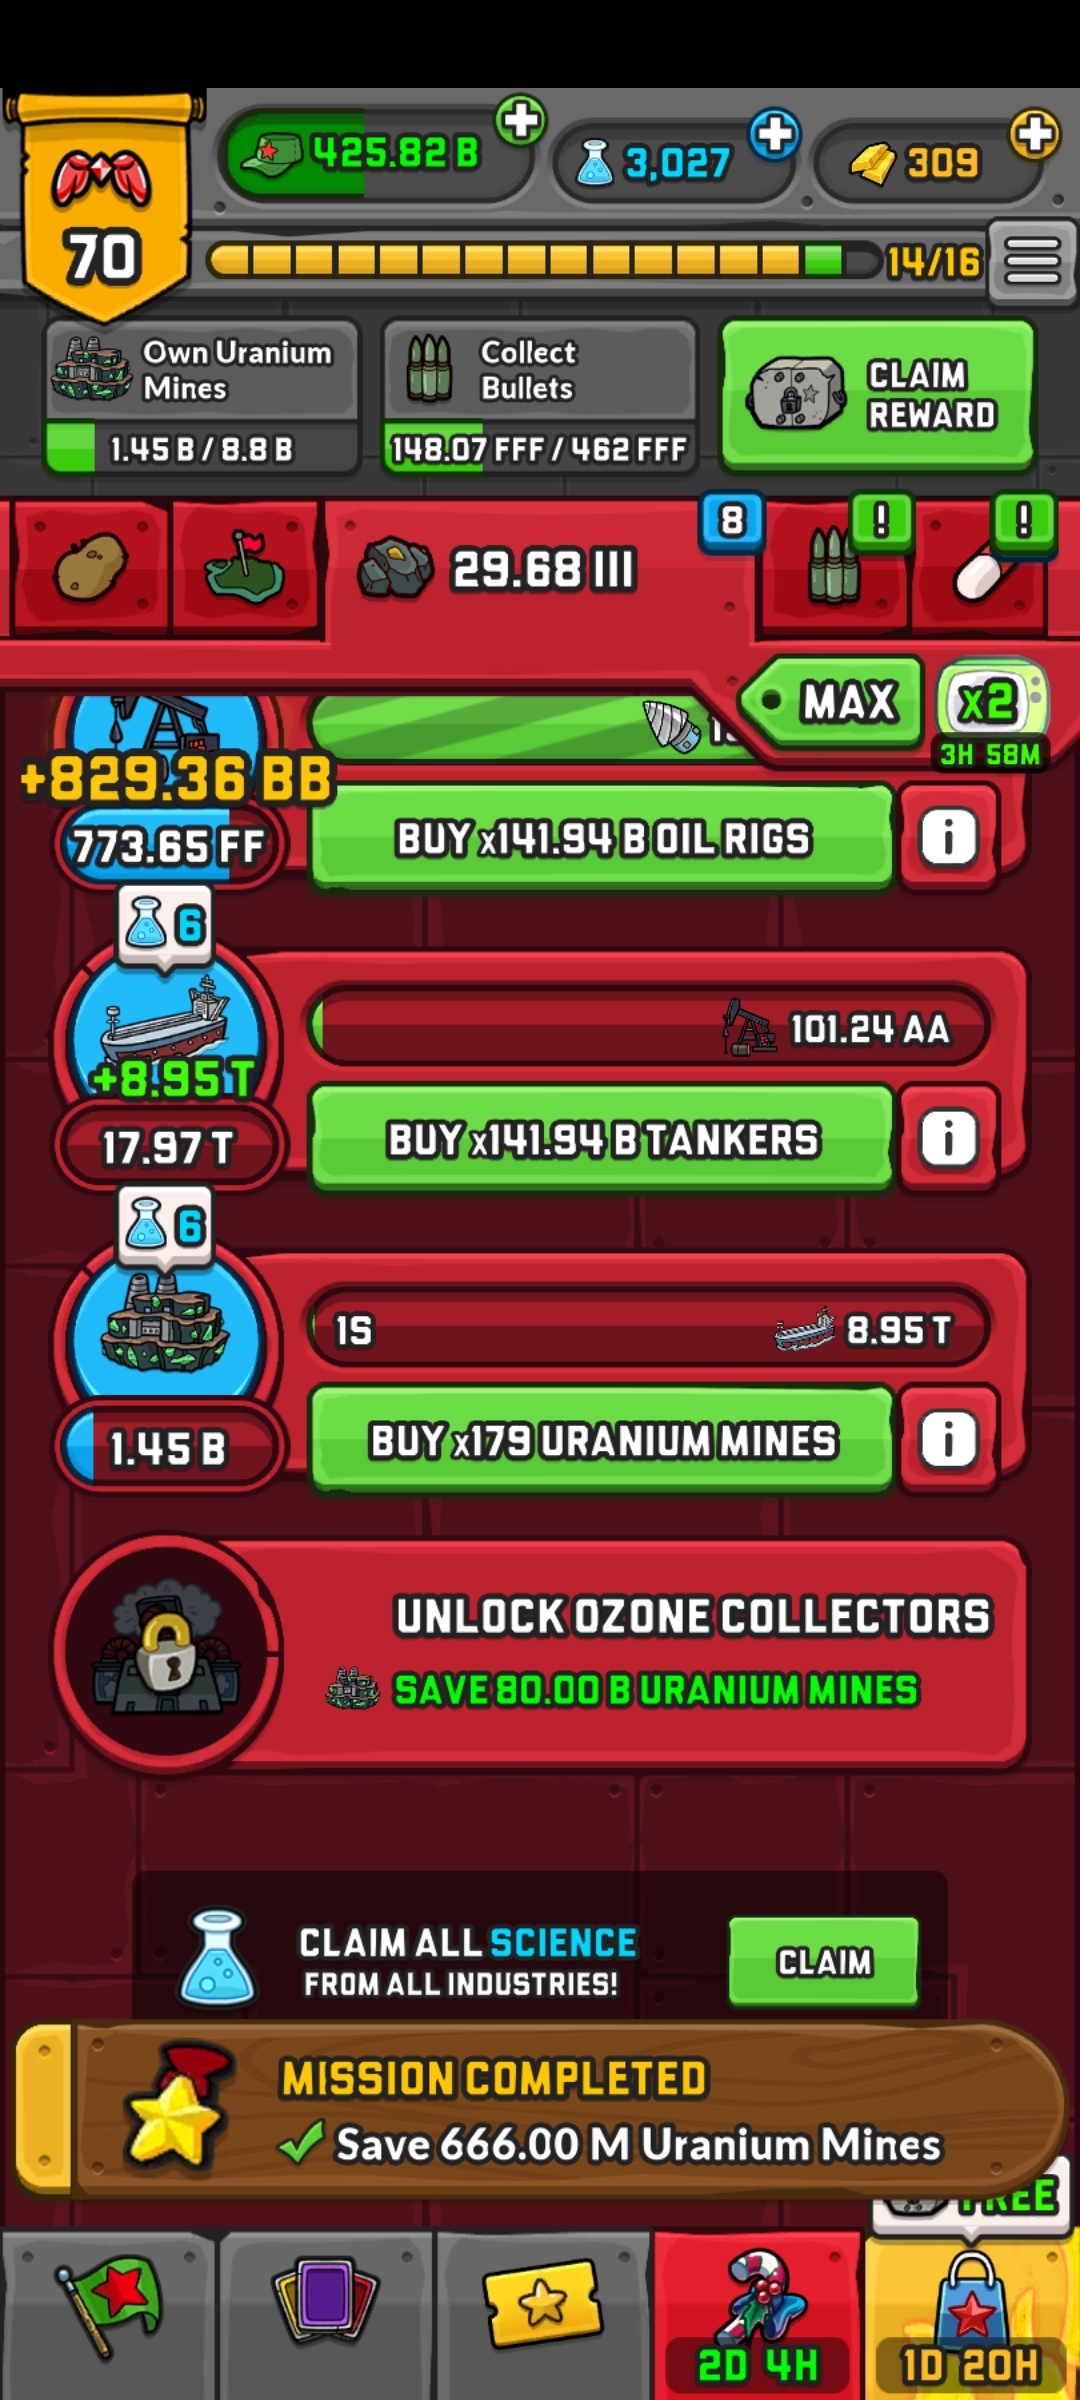 425.82 B
3,027
309
70
14/16
Own Uranium
Mines
1.45 B / 8.8 B
Collect
Bullets
148.07 FFF / 462 FFF
CLAIM
REWARD
29.68 III
8
!
!
MAX
x2
3H 58M
+829.36 BB
773.65 FF
BUY x141.94 B OIL RIGS
i
6
101.24 AA
+8.95 T
17.97 T
BUY x141.94 B TANKERS
i
6
1S
8.95 T
1.45 B
BUY x179 URANIUM MINES
i
UNLOCK OZONE COLLECTORS
SAVE 80.00 B URANIUM MINES
CLAIM ALL SCIENCE
FROM ALL INDUSTRIES!
CLAIM
MISSION COMPLETED
Save 666.00 M Uranium Mines
FREE
2D 4H
1D 20H